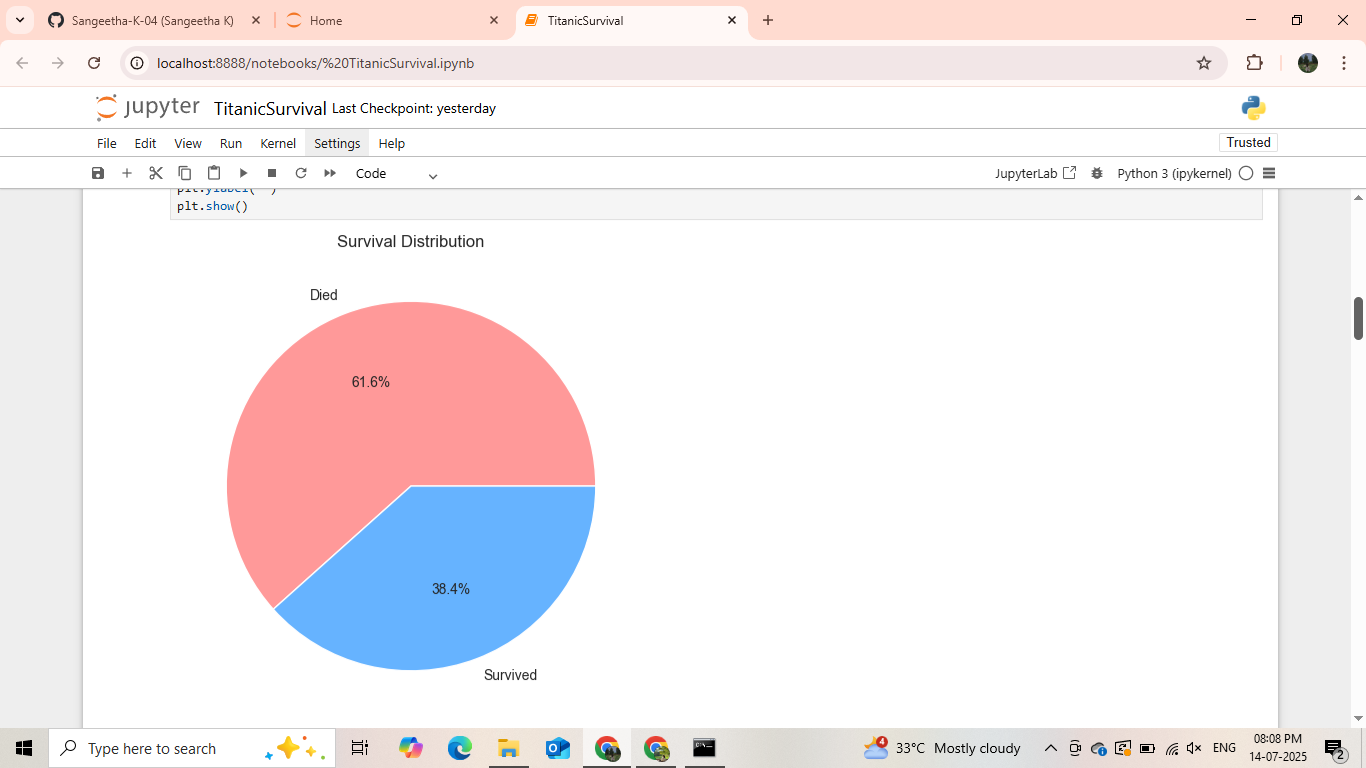 Sangeetha-K-04 (Sangeetha K)
Home
TitanicSurvival
localhost:8888/notebooks/%20TitanicSurvival.ipynb
jupyter TitanicSurvival Last Checkpoint: yesterday
File Edit View Run Kernel Settings Help
Trusted
Code
JupyterLab
Python 3 (ipykernel)
plt.show()
Survival Distribution
Died
61.6%
38.4%
Survived
Type here to search
33°C Mostly cloudy
4
ENG
08:08 PM
14-07-2025
2